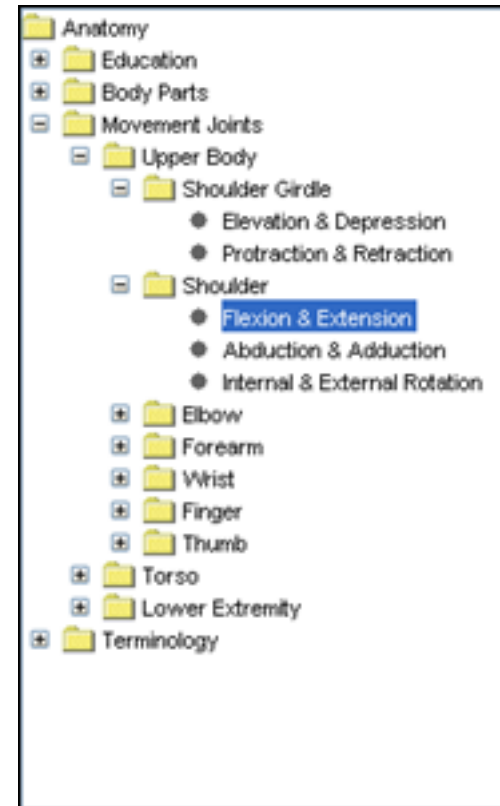 Anatomy
Education
Body Parts
Movement Joints
Upper Body
Shoulder Girdle
Elevation & Depression
Protraction & Retraction
Shoulder
Flexion & Extension
Abduction & Adduction
Internal & External Rotation
Elbow
Forearm
Wrist
Finger
Thumb
Torso
Lower Extremity
Terminology